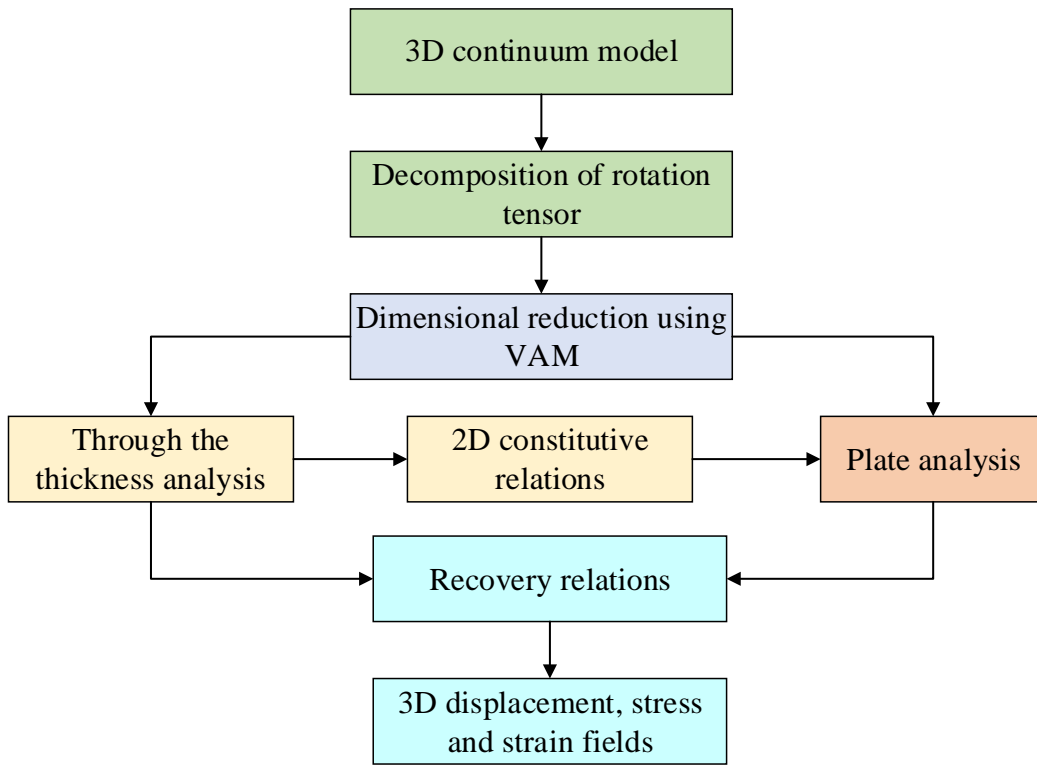 3D continuum model
Decomposition of rotation
tensor
Dimensional reduction using
VAM
Through the
thickness analysis
2D constitutive
relations
Plate analysis
Recovery relations
3D displacement, stress
and strain fields